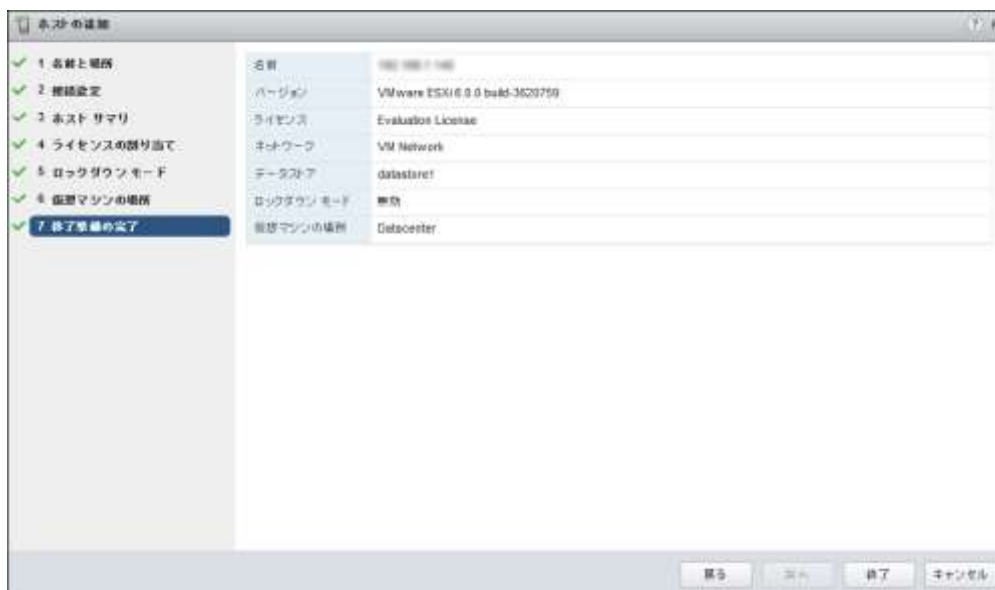 ホストの追加
1 名前と場所
2 接続設定
3 ホスト サマリ
4 ライセンスの割り当て
5 ロックダウン モード
6 仮想マシンの場所
7 終了準備の完了
名前
バージョン VMware ESXi 6.0.0 build-3620759
ライセンス Evaluation License
ネットワーク VM Network
データストア datastore1
ロックダウン モード 無効
仮想マシンの場所 Datacenter
戻る 次へ 終了 キャンセル